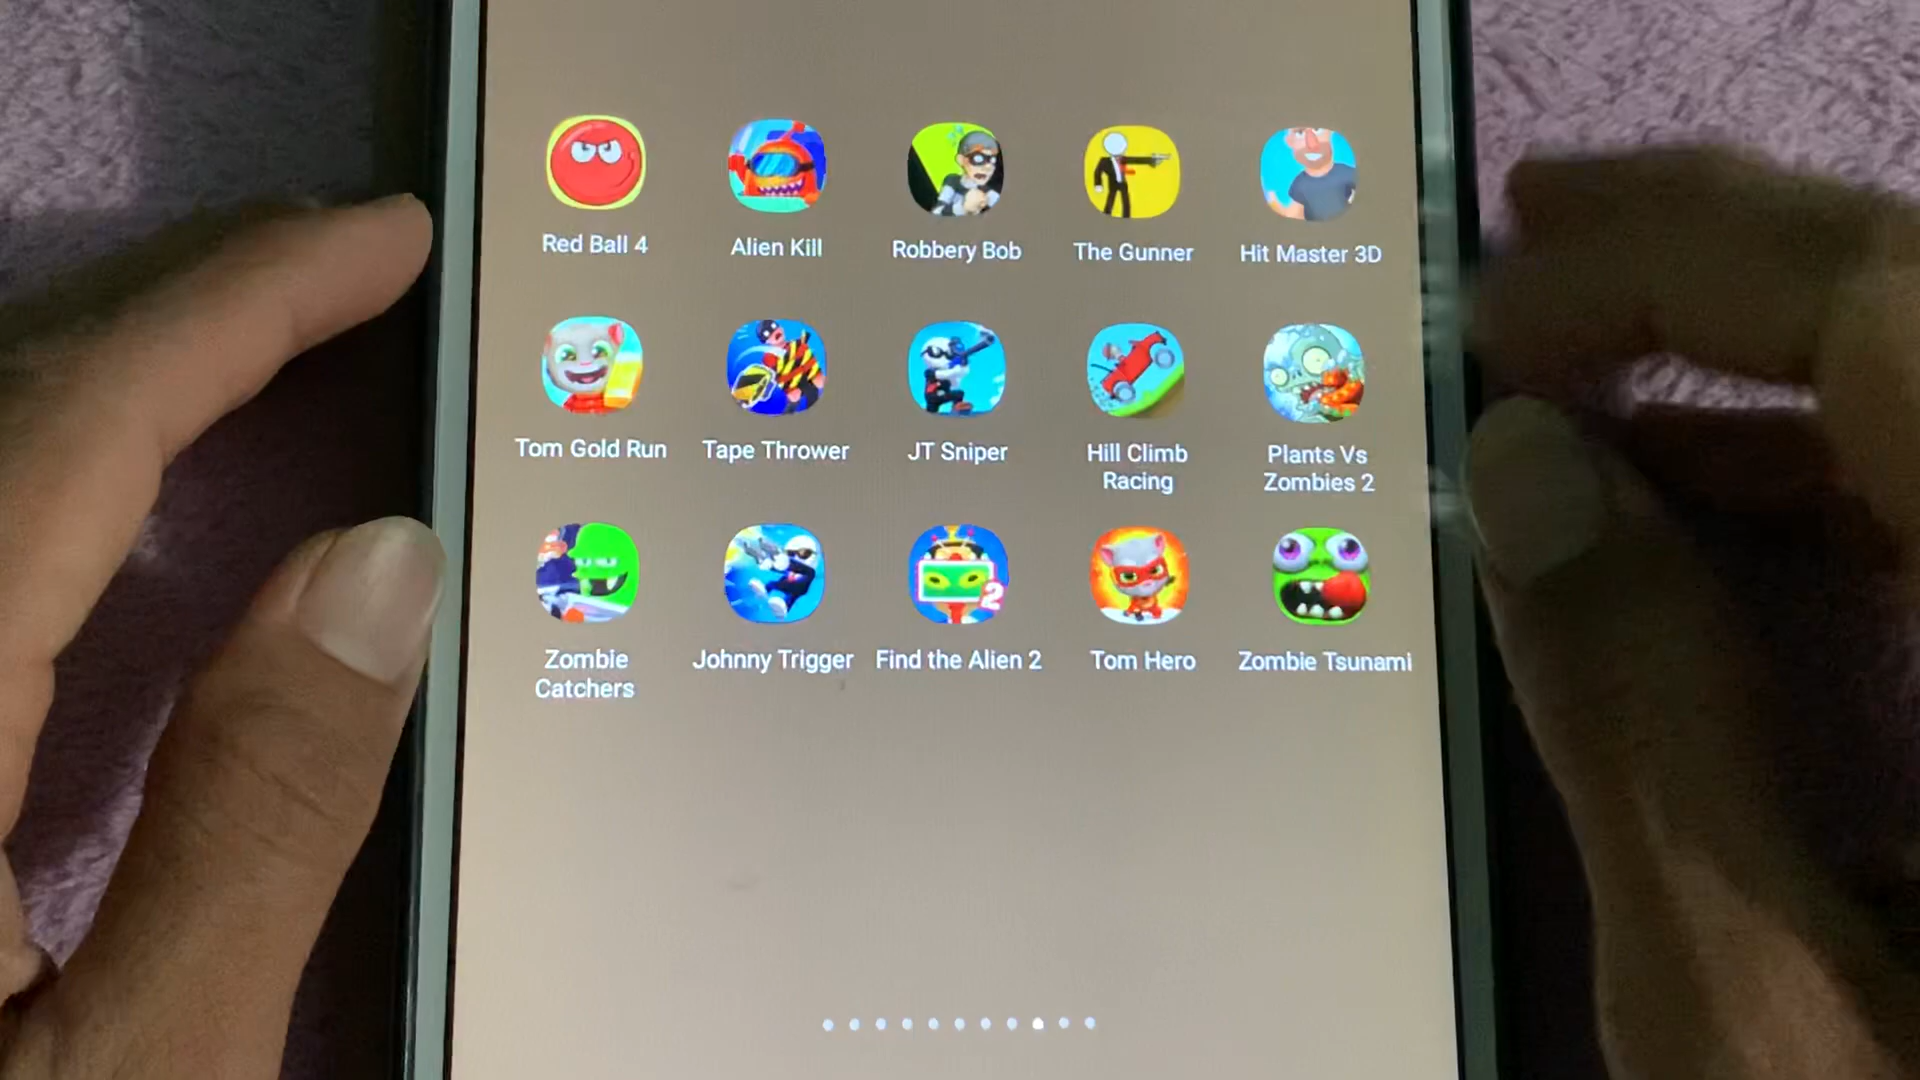 Red Ball 4
Alien Kill
Robbery Bob
The Gunner
Hit Master 3D
Tom Gold Run
Tape Thrower
JT Sniper
Hill Climb
Racing
Plants Vs
Zombies 2
Zombie
Catchers
Johnny Trigger
2
Find the Alien 2
Tom Hero
Zombie Tsunami